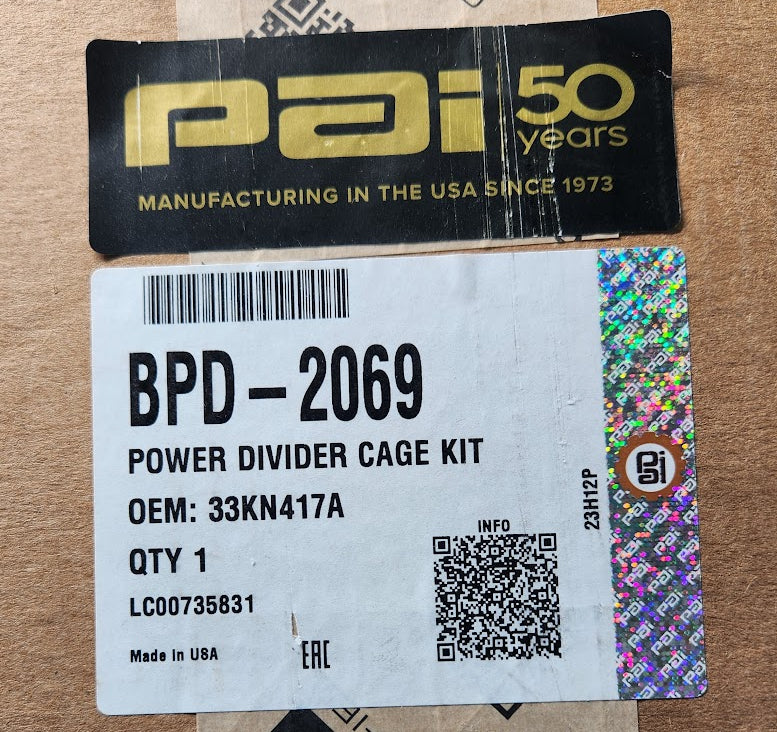 pai 50
years
MANUFACTURING IN THE USA SINCE 1973
BPD-2069
POWER DIVIDER CAGE KIT
OEM: 33KN417A
QTY 1
LC00735831
Made in USA
EAC
INFO
23H12P
pai